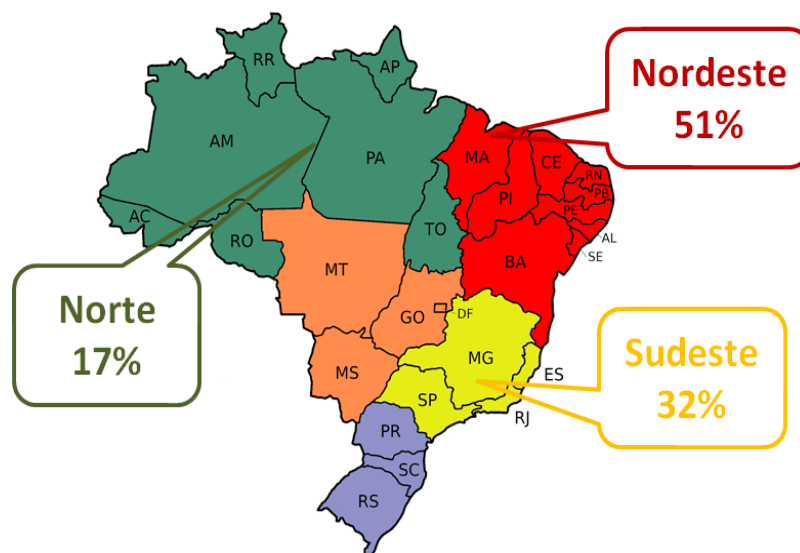 Nordeste
51%
Norte
17%
Sudeste
32%
RR
AP
AM
PA
MA
CE
RN
PB
PI
PE
AC
AL
TO
RO
SE
BA
MT
GO
DF
MG
MS
ES
SP
RJ
PR
SC
RS